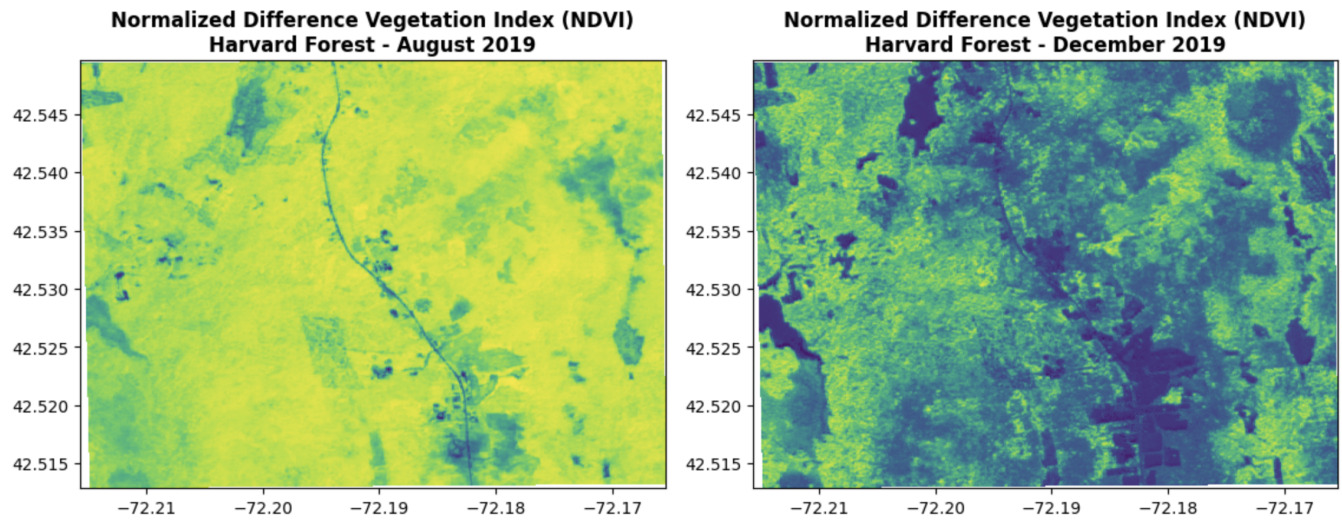 Normalized Difference Vegetation Index (NDVI)
Harvard Forest - August 2019
42.545
42.540
42.535
42.530
42.525
42.520
42.515
−72.21 −72.20 −72.19 −72.18 −72.17
Normalized Difference Vegetation Index (NDVI)
Harvard Forest - December 2019
42.545
42.540
42.535
42.530
42.525
42.520
42.515
−72.21 −72.20 −72.19 −72.18 −72.17